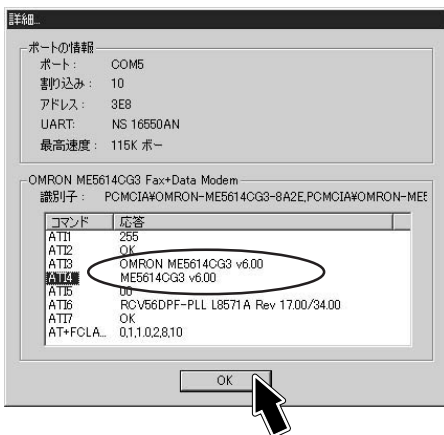 詳細...
ポートの情報
ポート： COM5
割り込み： 10
アドレス： 3E8
UART: NS 16550AN
最高速度： 115K ボー
OMRON ME5614CG3 Fax+Data Modem
識別子： PCMCIA¥OMRON-ME5614CG3-8A2E,PCMCIA¥OMRON-ME5
コマンド 応答
ATI1 255
ATI2 OK
ATI3 OMRON ME5614CG3 v6.00
ATI4 ME5614CG3 v6.00
ATI5 00
ATI6 RCV56DPF-PLL L8571A Rev 17.00/34.00
ATI7 OK
AT+FCLA... 0,1,1.0,2,8,10
OK